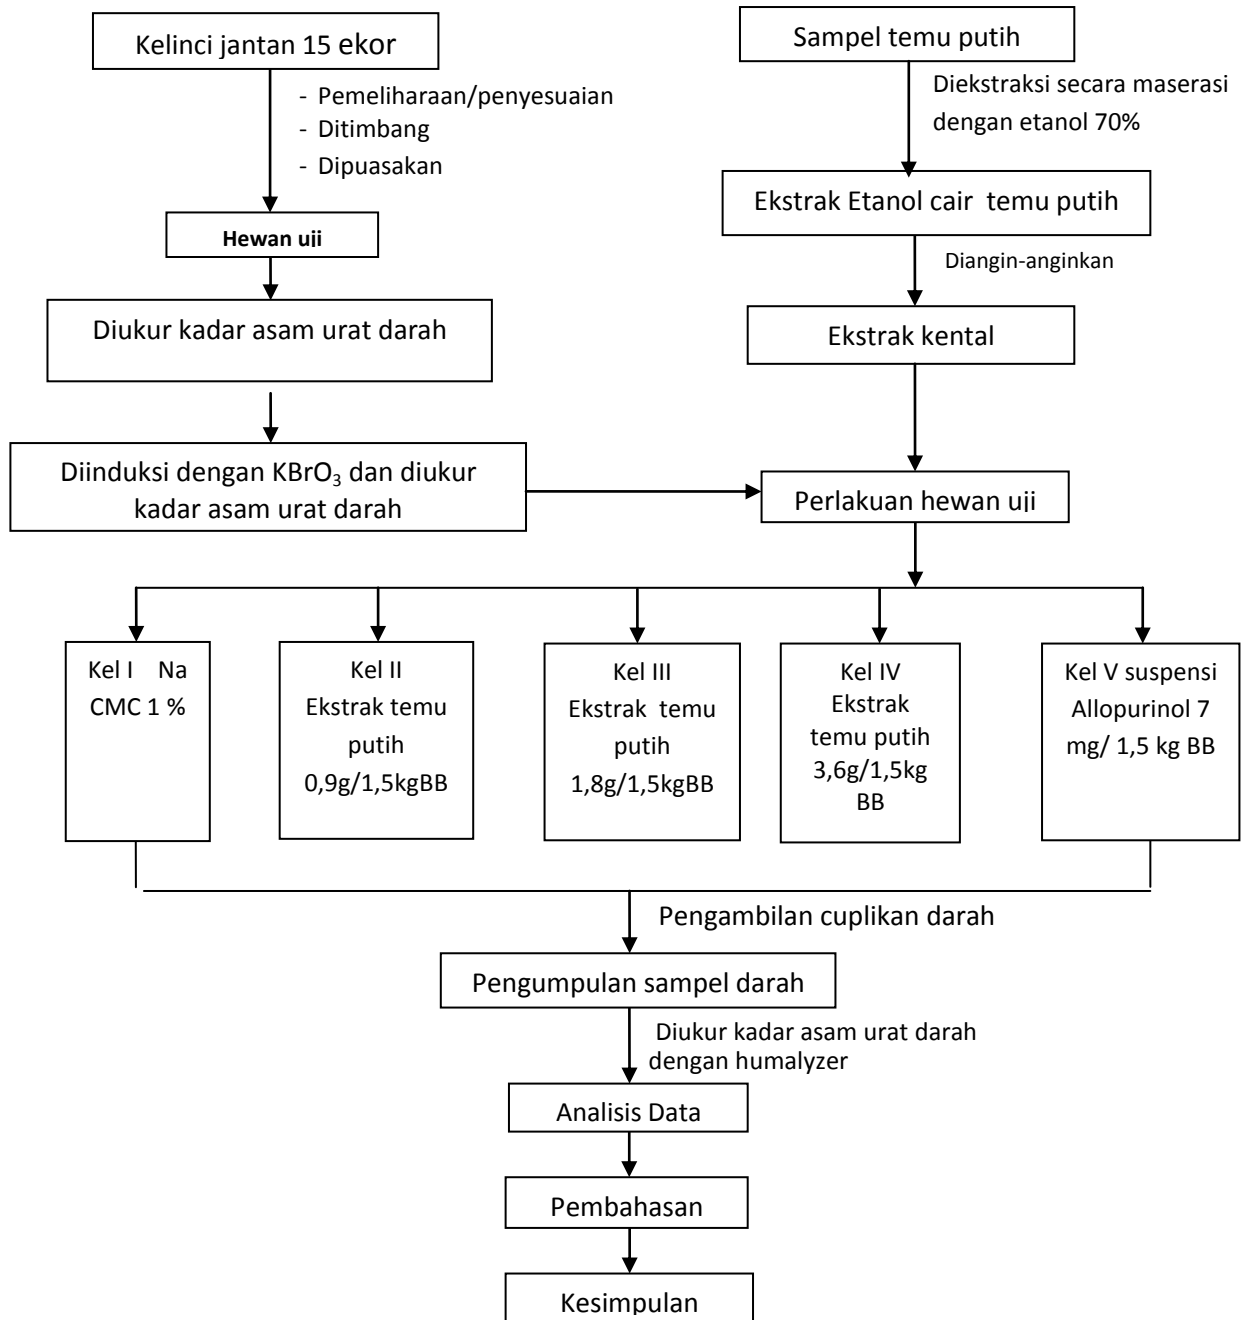 Kelinci jantan 15 ekor
- Pemeliharaan/penyesuaian
- Ditimbang
- Dipuasakan
Hewan uji
Diukur kadar asam urat darah
Diinduksi dengan KBrO₃ dan diukur
kadar asam urat darah
Sampel temu putih
Diekstraksi secara maserasi
dengan etanol 70%
Ekstrak Etanol cair temu putih
Diangin-anginkan
Ekstrak kental
Perlakuan hewan uji
Kel I Na
CMC 1 %
Kel II
Ekstrak temu
putih
0,9g/1,5kgBB
Kel III
Ekstrak temu
putih
1,8g/1,5kgBB
Kel IV
Ekstrak
temu putih
3,6g/1,5kg
BB
Kel V suspensi
Allopurinol 7
mg/ 1,5 kg BB
Pengambilan cuplikan darah
Pengumpulan sampel darah
Diukur kadar asam urat darah
dengan humalyzer
Analisis Data
Pembahasan
Kesimpulan